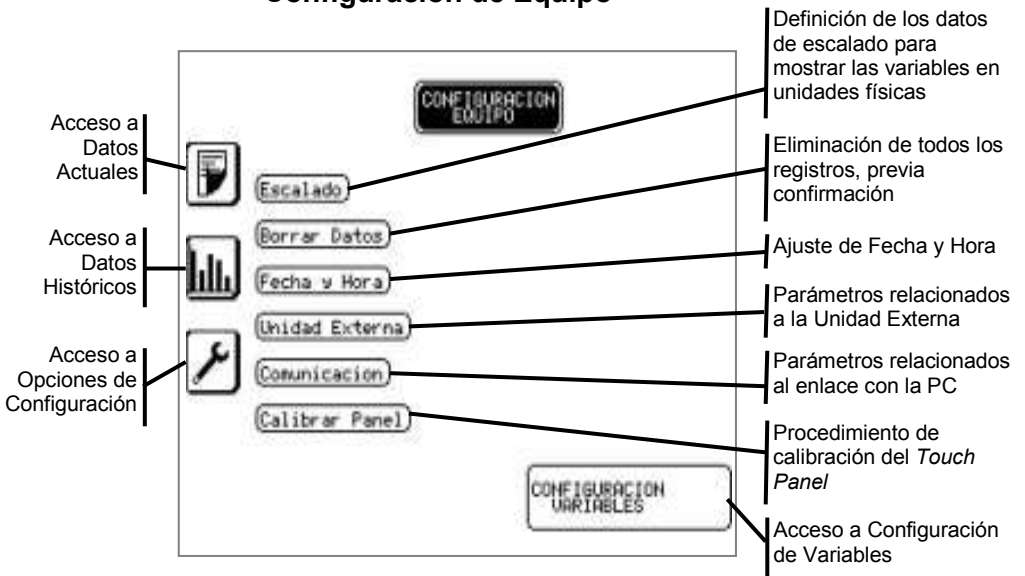 Configuración de Equipo
Definición de los datos
de escalado para
mostrar las variables en
unidades físicas
CONFIGURACION
EQUIPO
Acceso a
Datos
Actuales
Eliminación de todos los
registros, previa
confirmación
Escalado
Borrar Datos
Acceso a
Datos
Históricos
Ajuste de Fecha y Hora
Fecha y Hora
Parámetros relacionados
a la Unidad Externa
Unidad Externa
Acceso a
Opciones de
Configuración
Parámetros relacionados
al enlace con la PC
Comunicacion
Calibrar Panel
Procedimiento de
calibración del Touch
Panel
CONFIGURACION
VARIABLES
Acceso a Configuración
de Variables